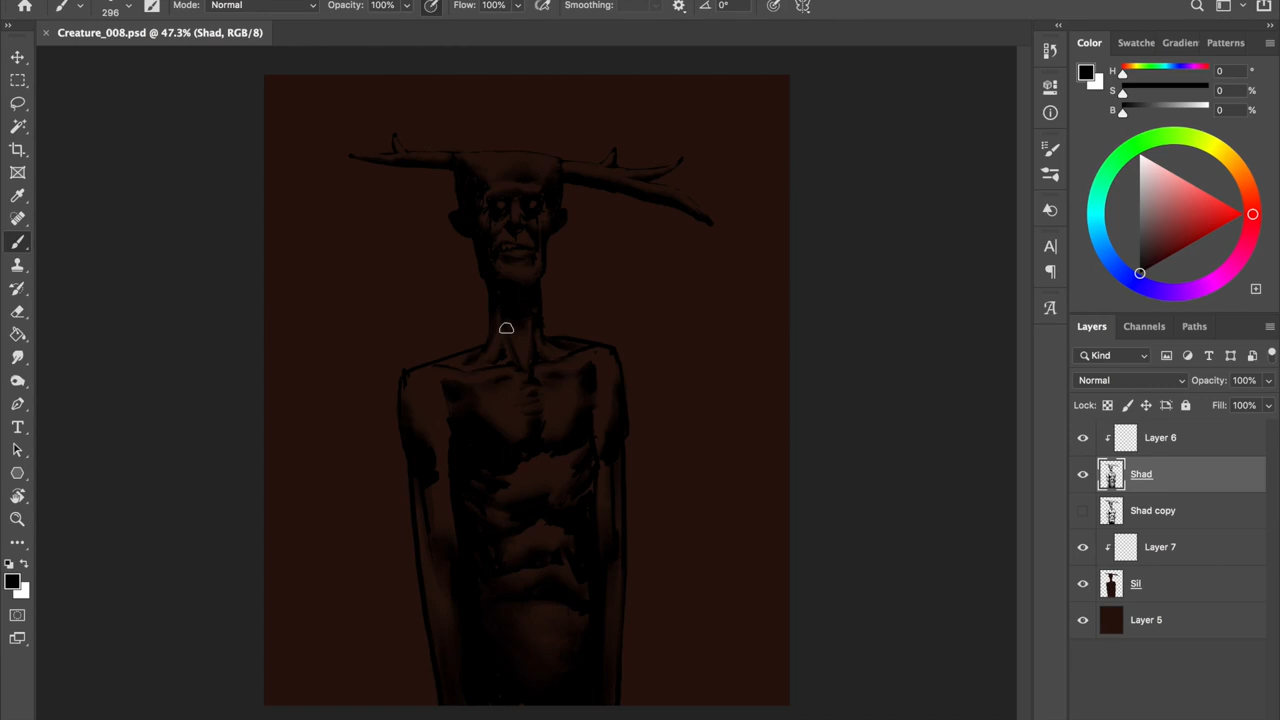 296 Mode: Normal Opacity: 100% Flow: 100% Smoothing: 0°
Creature_008.psd @ 47.3% (Shad, RGB/8)
Color Swatche Gradien Patterns
H 0 °
S 0 %
B 0 %
Layers Channels Paths
Kind
Normal Opacity: 100%
Lock: Fill: 100%
Layer 6
Shad
Shad copy
Layer 7
Sil
Layer 5